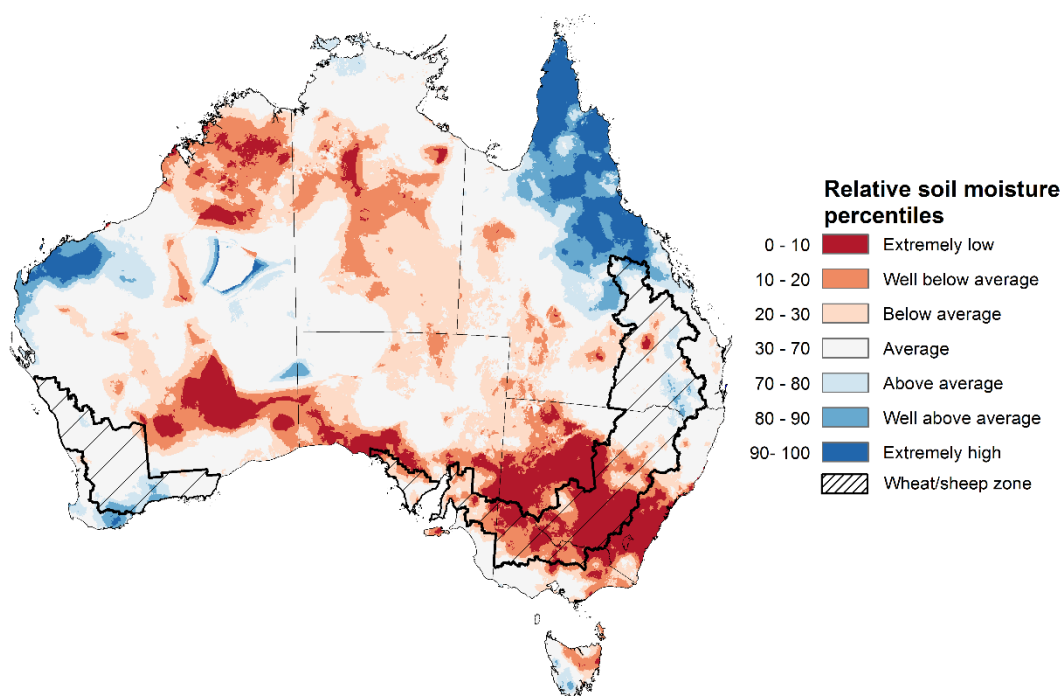 Relative soil moisture
percentiles
0 - 10 Extremely low
10 - 20 Well below average
20 - 30 Below average
30 - 70 Average
70 - 80 Above average
80 - 90 Well above average
90- 100 Extremely high
Wheat/sheep zone